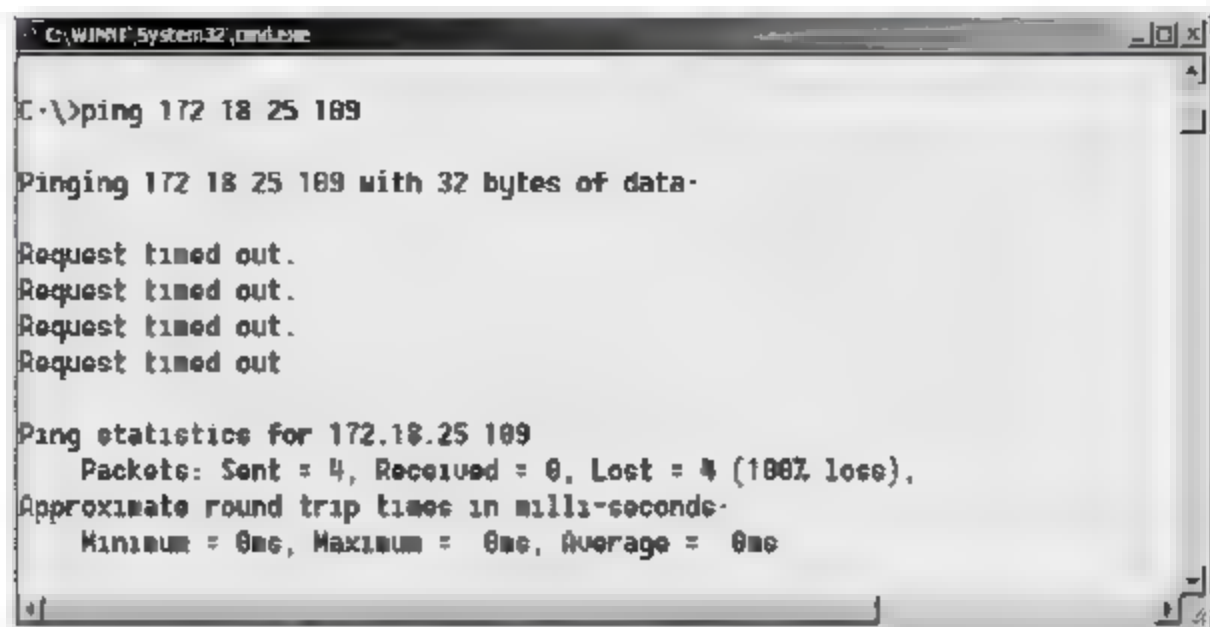 C:\WINNT\System32\cmd.exe
C:\>ping 172 18 25 109
Pinging 172 18 25 109 with 32 bytes of data-
Request timed out.
Request timed out.
Request timed out.
Request timed out
Ping statistics for 172.18.25 109
Packets: Sent = 4, Received = 0, Lost = 4 (100% loss),
Approximate round trip times in milli-seconds-
Minimum = 0ms, Maximum = 0ms, Average = 0ms